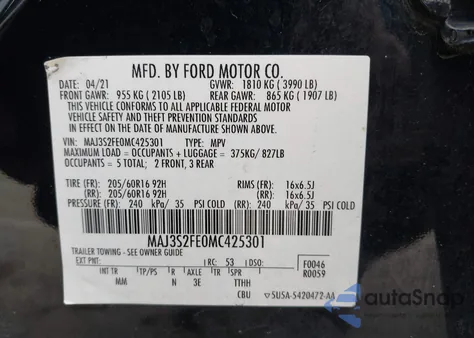 MFD. BY FORD MOTOR CO.
DATE: 04/21 GVWR: 1810 KG ( 3990 LB)
FRONT GAWR: 955 KG ( 2105 LB) REAR GAWR: 865 KG ( 1907 LB)
THIS VEHICLE CONFORMS TO ALL APPLICABLE FEDERAL MOTOR
VEHICLE SAFETY AND THEFT PREVENTION STANDARDS IN EFFECT
ON THE DATE OF MANUFACTURE SHOWN ABOVE.
VIN: MAJ3S2FE0MC425301 TYPE: MPV
MAXIMUM LOAD = OCCUPANTS + LUGGAGE = 375KG/ 827LB
OCCUPANTS = 5 TOTAL: 2 FRONT, 3 REAR
TIRE (FR): 205/60R16 92H RIMS (FR): 16x6.5J
(RR): 205/60R16 92H (RR): 16x6.5J
PRESSURE (FR): 240 kPa/ 35 PSI COLD (RR): 240 kPa/ 35 PSI COLD
MAJ3S2FE0MC425301
TRAILER TOWING - SEE OWNER GUIDE
EXT PNT: RC: 53 DSO: F0046
R0059
INT TR TP/PS R AXLE TR SPR
MM N 3E
CBU 5U5A-5420472-AA
autoSnap